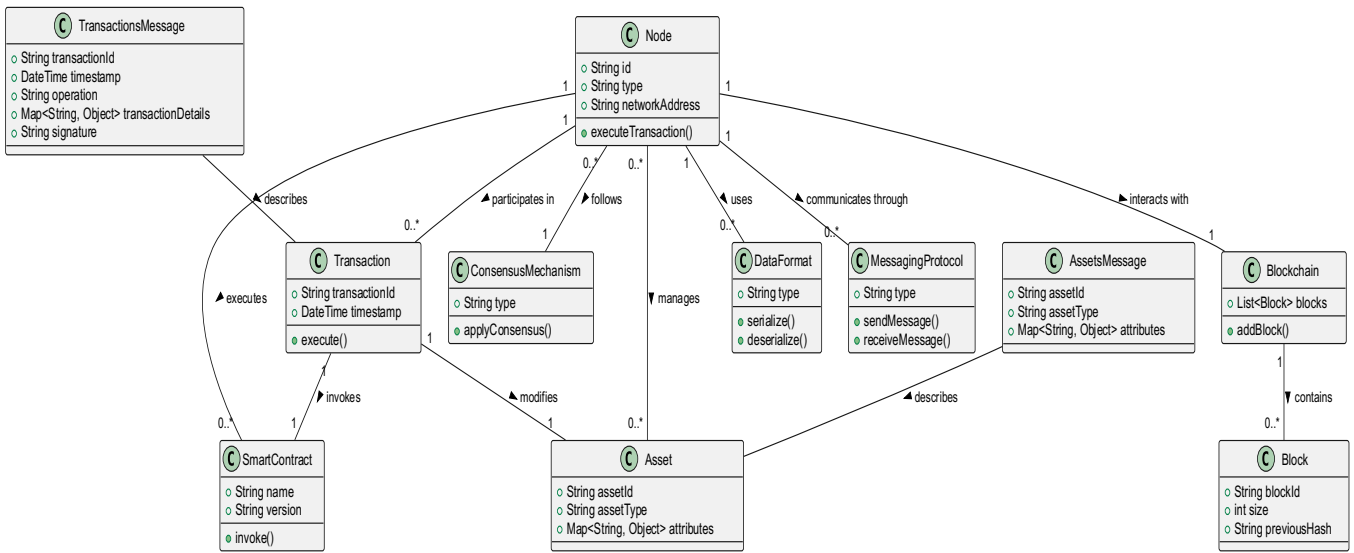 C TransactionsMessage
String transactionId
DateTime timestamp
String operation
Map<String, Object> transactionDetails
String signature
C Node
String id
String type
String networkAddress
executeTransaction()
1
1
1
0..*
0..*
1
1
describes
participates in
follows
uses
communicates through
interacts with
0..*
1
0..*
0..*
1
C Transaction
String transactionId
DateTime timestamp
execute()
C ConsensusMechanism
String type
applyConsensus()
C DataFormat
String type
serialize()
deserialize()
C MessagingProtocol
String type
sendMessage()
receiveMessage()
C AssetsMessage
String assetId
String assetType
Map<String, Object> attributes
C Blockchain
List<Block> blocks
addBlock()
executes
manages
1
1
1
invokes
modifies
describes
contains
0..*
1
1
0..*
0..*
C SmartContract
String name
String version
invoke()
C Asset
String assetId
String assetType
Map<String, Object> attributes
C Block
String blockId
int size
String previousHash